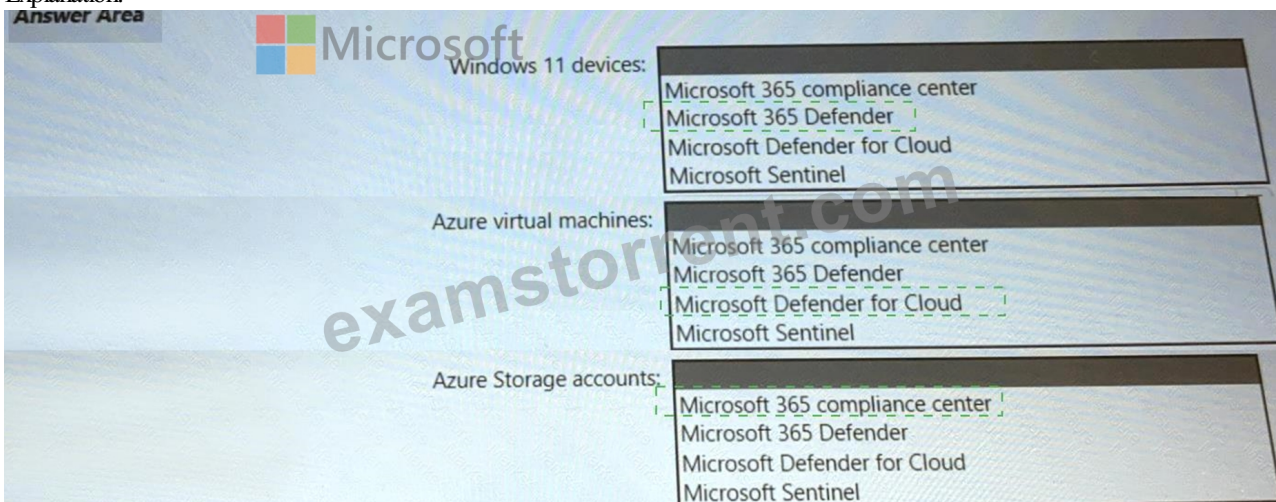 Explanation:
Answer Area
Microsoft
Windows 11 devices:
Microsoft 365 compliance center
Microsoft 365 Defender
Microsoft Defender for Cloud
Microsoft Sentinel
Azure virtual machines:
Microsoft 365 compliance center
Microsoft 365 Defender
Microsoft Defender for Cloud
Microsoft Sentinel
examstorrent.com
Azure Storage accounts:
Microsoft 365 compliance center
Microsoft 365 Defender
Microsoft Defender for Cloud
Microsoft Sentinel